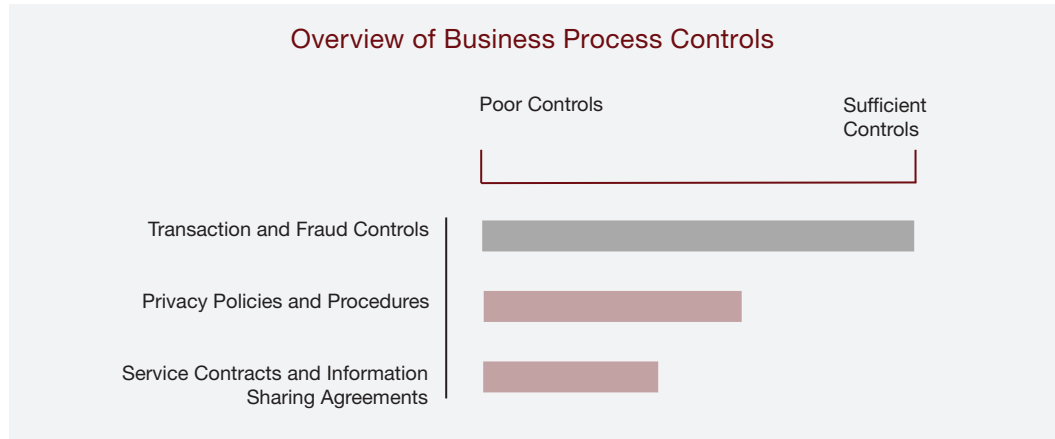 Overview of Business Process Controls
Poor Controls
Sufficient
Controls
Transaction and Fraud Controls
Privacy Policies and Procedures
Service Contracts and Information
Sharing Agreements